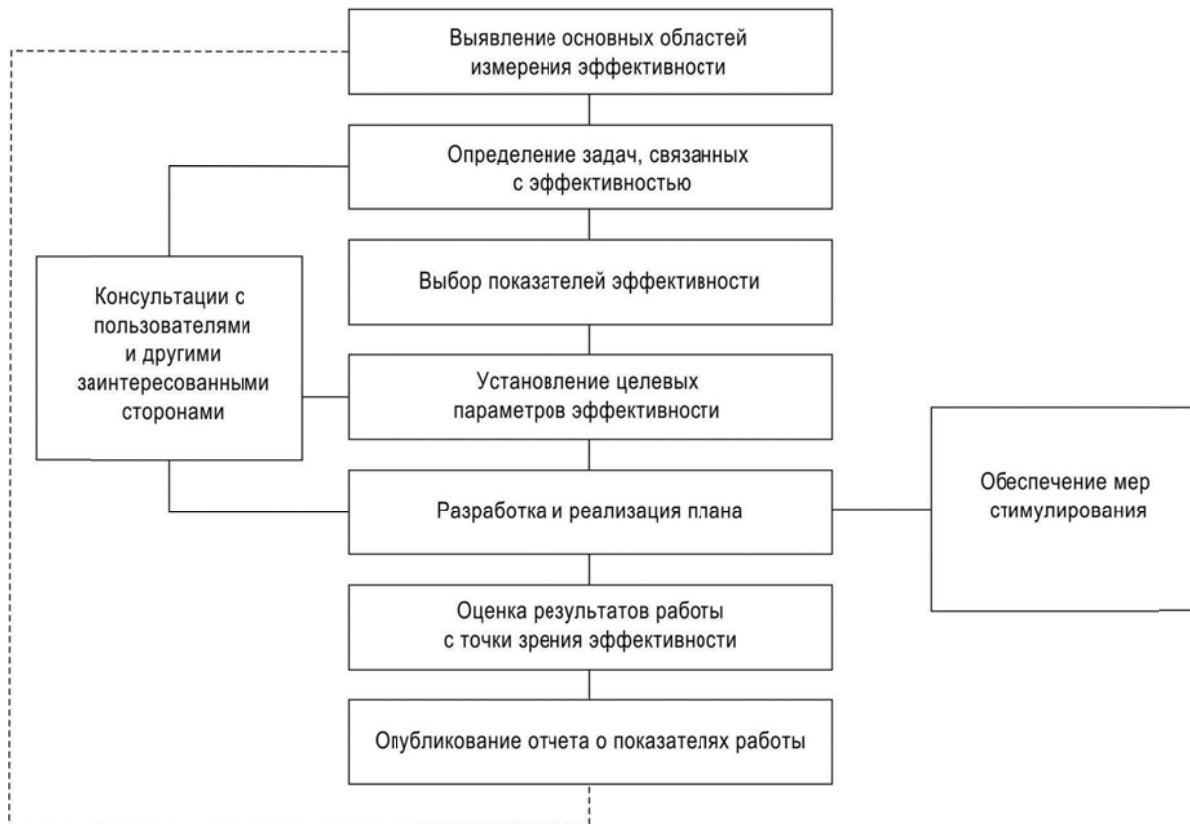 Выявление основных областей
измерения эффективности
Определение задач, связанных
с эффективностью
Выбор показателей эффективности
Консультации с
пользователями
и другими
заинтересованными
сторонами
Установление целевых
параметров эффективности
Разработка и реализация плана
Обеспечение мер
стимулирования
Оценка результатов работы
с точки зрения эффективности
Опубликование отчета о показателях работы